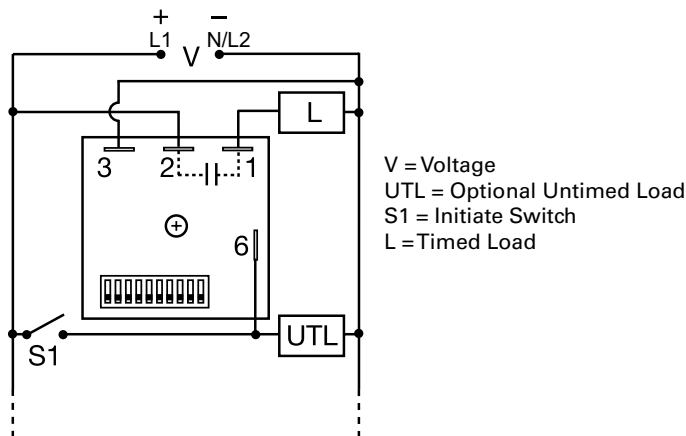 + −
L1 V N/L2
L
3 2 1
6
S1 UTL
V = Voltage
UTL = Optional Untimed Load
S1 = Initiate Switch
L = Timed Load